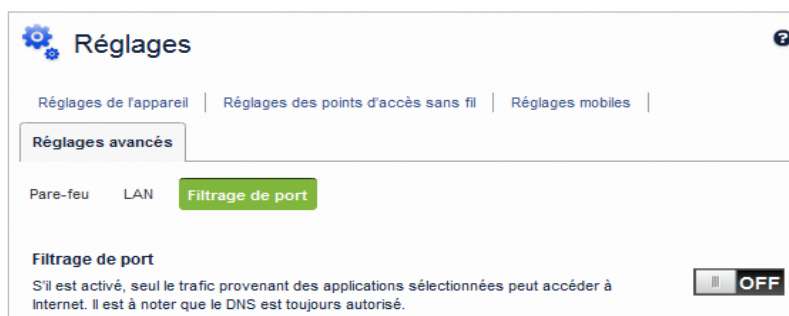 Réglages
?
Réglages de l'appareil
Réglages des points d'accès sans fil
Réglages mobiles
Réglages avancés
Pare-feu
LAN
Filtrage de port
Filtrage de port
S'il est activé, seul le trafic provenant des applications sélectionnées peut accéder à
Internet. Il est à noter que le DNS est toujours autorisé.
OFF